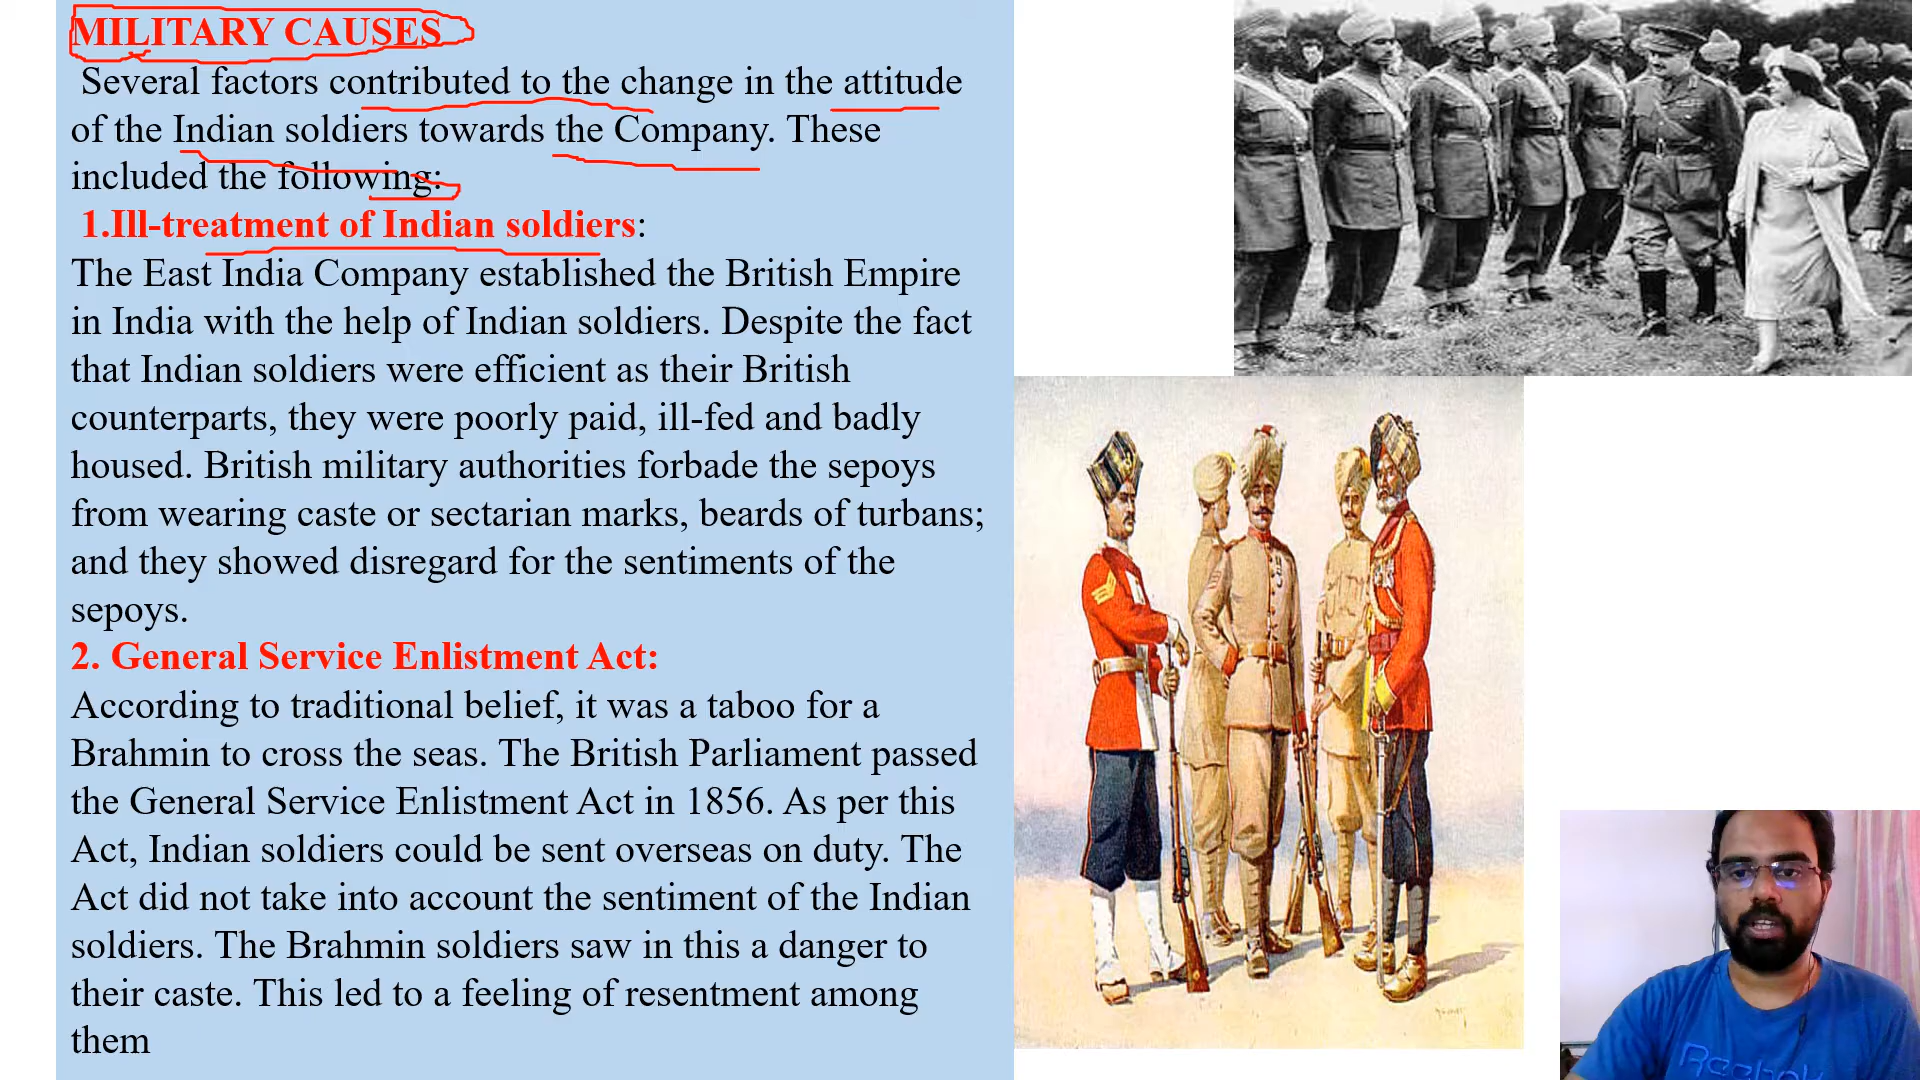 MILITARY CAUSES
Several factors contributed to the change in the attitude
of the Indian soldiers towards the Company. These
included the following:
1.Ill-treatment of Indian soldiers:
The East India Company established the British Empire
in India with the help of Indian soldiers. Despite the fact
that Indian soldiers were efficient as their British
counterparts, they were poorly paid, ill-fed and badly
housed. British military authorities forbade the sepoys
from wearing caste or sectarian marks, beards of turbans;
and they showed disregard for the sentiments of the
sepoys.
2. General Service Enlistment Act:
According to traditional belief, it was a taboo for a
Brahmin to cross the seas. The British Parliament passed
the General Service Enlistment Act in 1856. As per this
Act, Indian soldiers could be sent overseas on duty. The
Act did not take into account the sentiment of the Indian
soldiers. The Brahmin soldiers saw in this a danger to
their caste. This led to a feeling of resentment among
them
Reebok